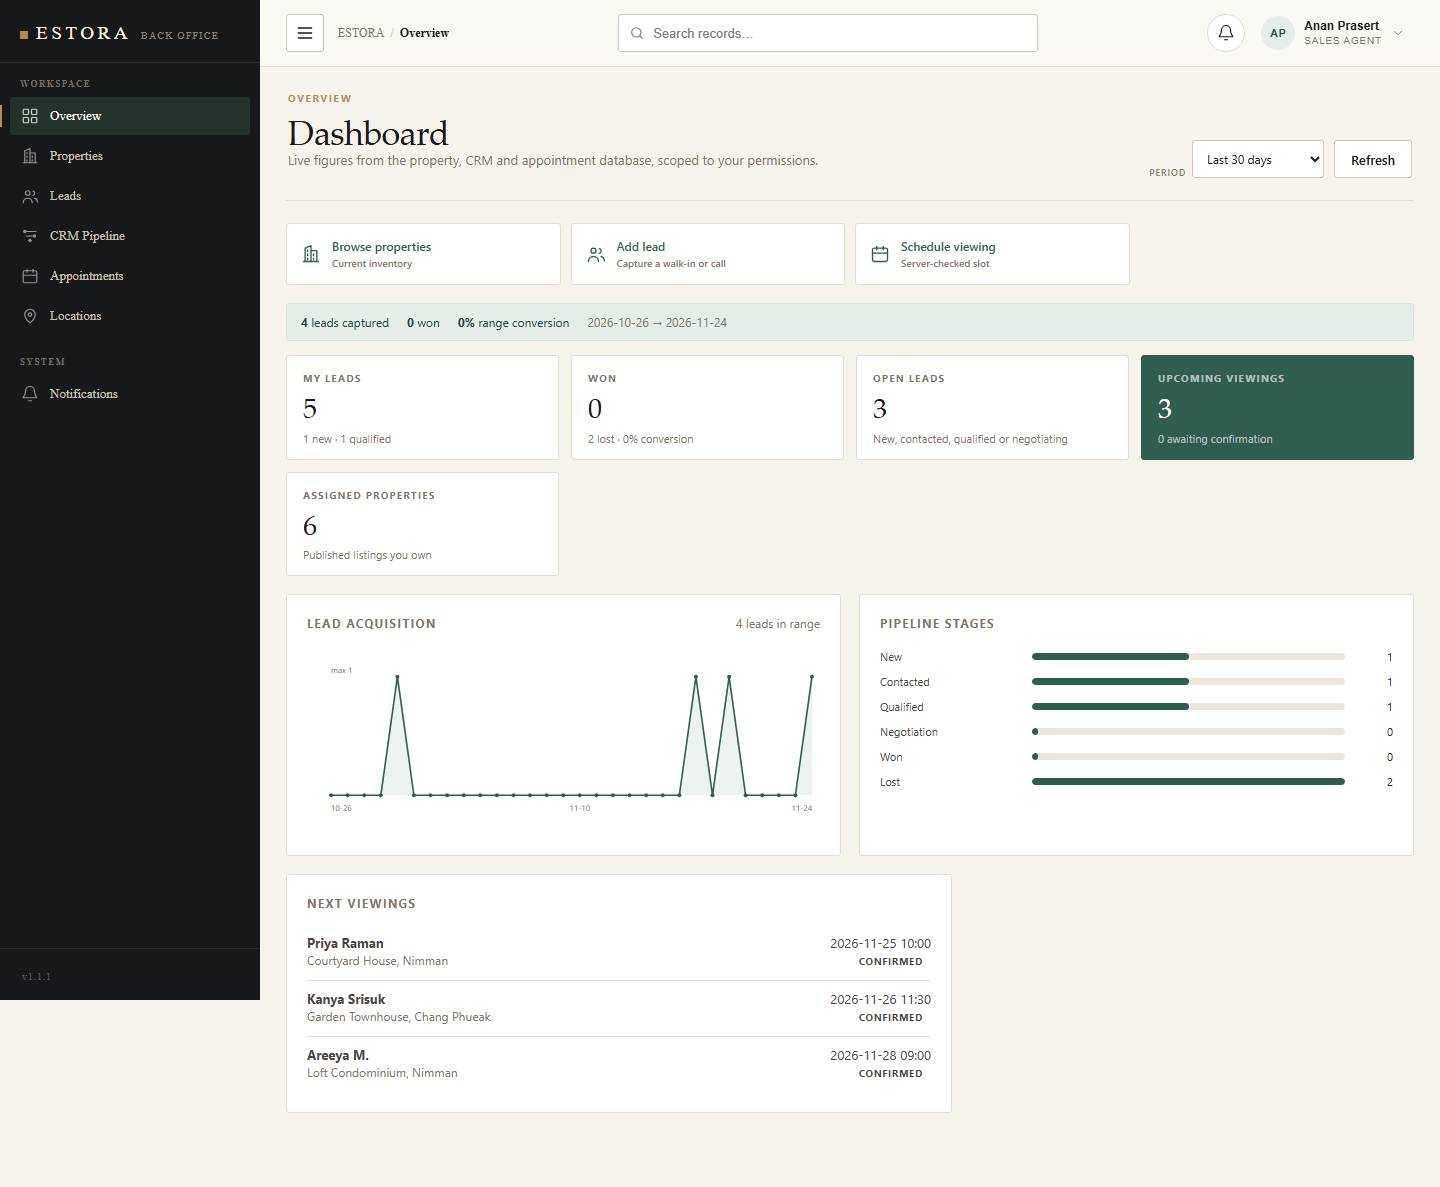 ESTORA BACK OFFICE
WORKSPACE
Overview
Properties
Leads
CRM Pipeline
Appointments
Locations
SYSTEM
Notifications
v1.1.1
ESTORA / Overview
Search records...
AP
Anan Prasert
SALES AGENT
OVERVIEW
Dashboard
Live figures from the property, CRM and appointment database, scoped to your permissions.
PERIOD
Last 30 days
Refresh
Browse properties
Current inventory
Add lead
Capture a walk-in or call
Schedule viewing
Server-checked slot
4 leads captured 0 won 0% range conversion 2026-10-26 → 2026-11-24
MY LEADS
5
1 new · 1 qualified
WON
0
2 lost · 0% conversion
OPEN LEADS
3
New, contacted, qualified or negotiating
UPCOMING VIEWINGS
3
0 awaiting confirmation
ASSIGNED PROPERTIES
6
Published listings you own
LEAD ACQUISITION
4 leads in range
max 1
10-26 11-10 11-24
PIPELINE STAGES
New 1
Contacted 1
Qualified 1
Negotiation 0
Won 0
Lost 2
NEXT VIEWINGS
Priya Raman 2026-11-25 10:00
Courtyard House, Nimman CONFIRMED
Kanya Srisuk 2026-11-26 11:30
Garden Townhouse, Chang Phueak CONFIRMED
Areeya M. 2026-11-28 09:00
Loft Condominium, Nimman CONFIRMED